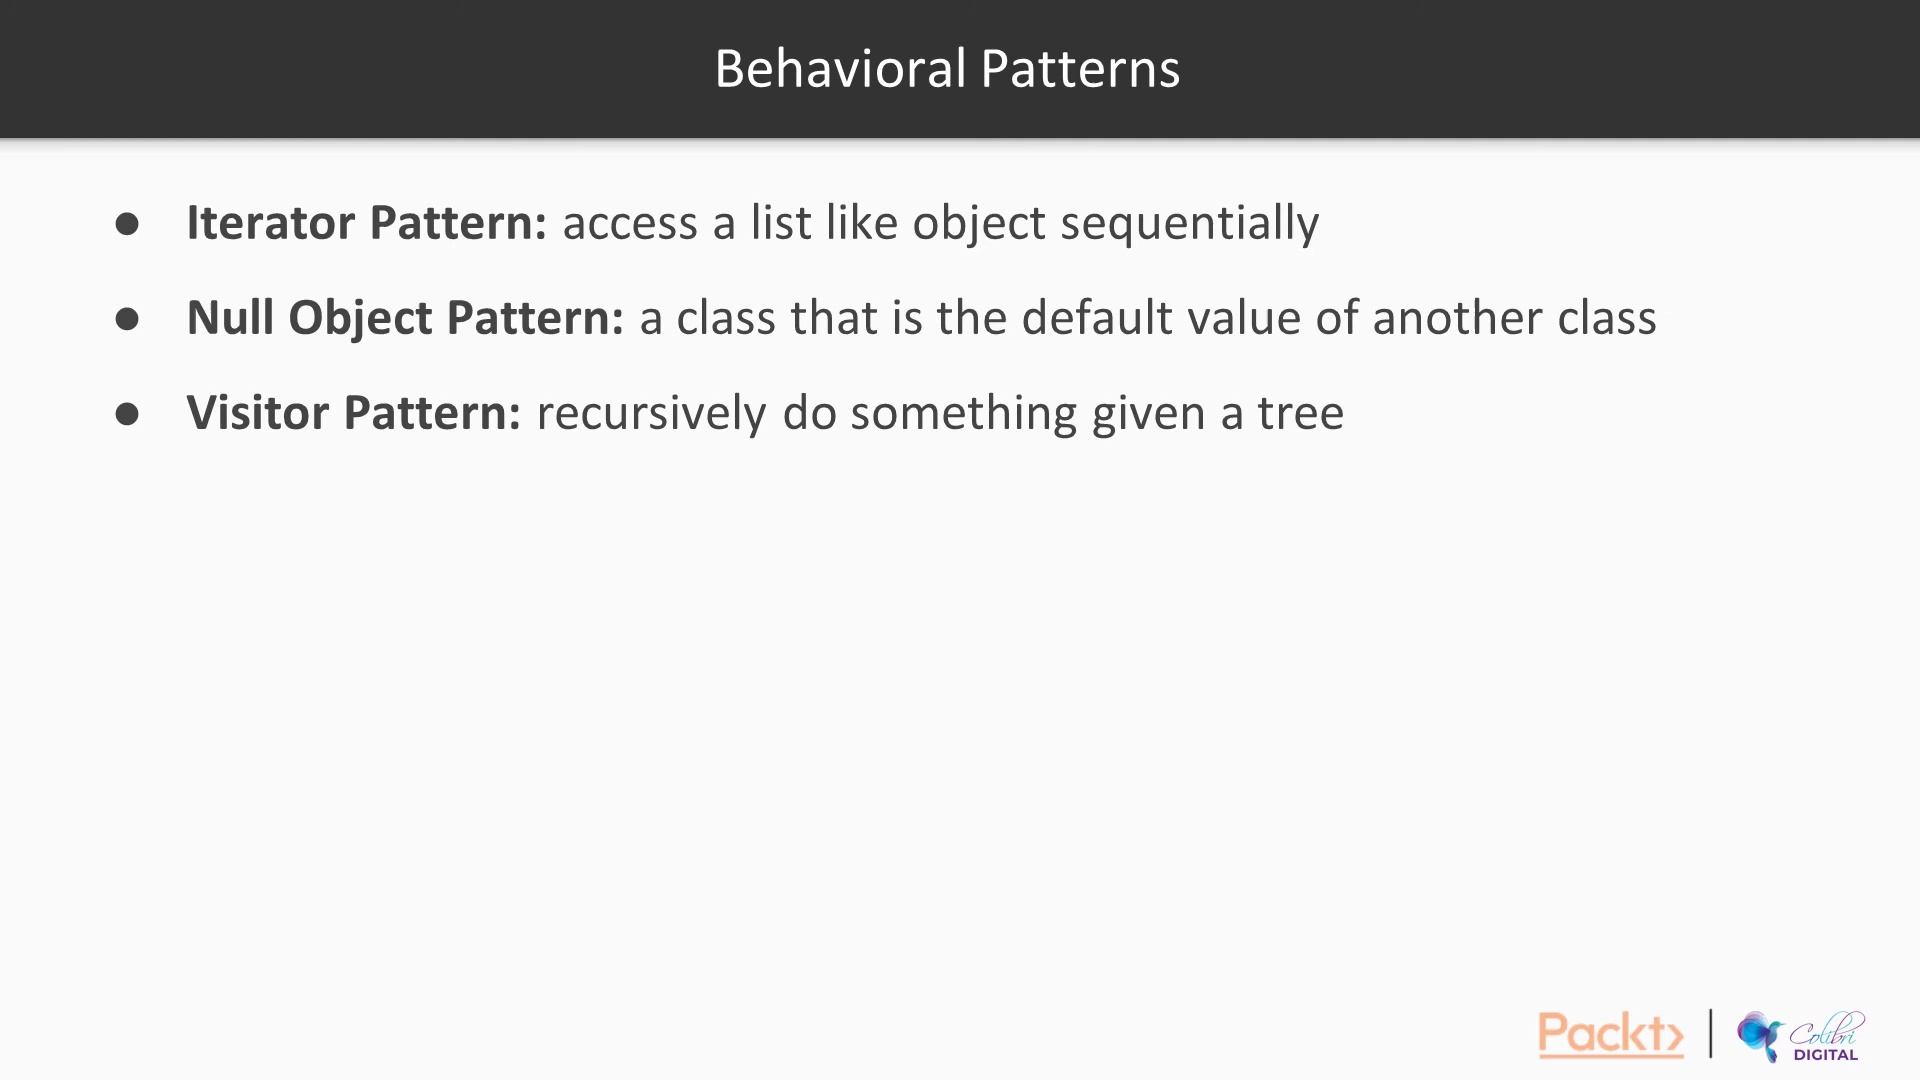 Behavioral Patterns
● Iterator Pattern: access a list like object sequentially
● Null Object Pattern: a class that is the default value of another class
● Visitor Pattern: recursively do something given a tree
Packt>
Colibri
DIGITAL